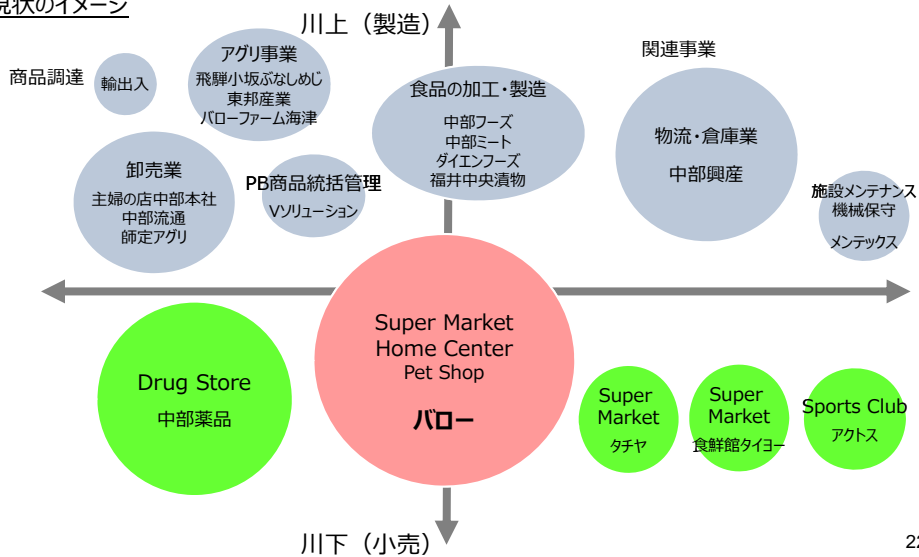 現状のイメージ
川上（製造）
関連事業
商品調達
輸出入
アグリ事業
飛騨小坂ぶなしめじ
東邦産業
バローファーム海津
食品の加工・製造
中部フーズ
中部ミート
ダイエンフーズ
福井中央漬物
物流・倉庫業
中部興産
卸売業
主婦の店中部本社
中部流通
師定アグリ
PB商品統括管理
Vソリューション
施設メンテナンス
機械保守
メンテックス
Super Market
Home Center
Pet Shop
バロー
Drug Store
中部薬品
Super
Market
タチヤ
Super
Market
食鮮館タイヨー
Sports Club
アクトス
川下（小売）
22